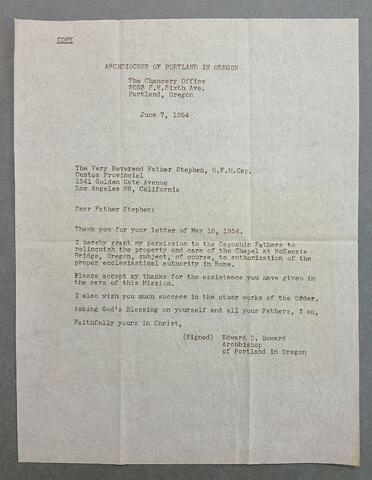 COPY
ARCHDIOCESE OF PORTLAND IN OREGON
The Chancery Office
2053 S.W.Sixth Ave.
Portland, Oregon
June 7, 1954
The Very Reverend Father Stephen, O.F.M.Cap.
Custos Provincial
1541 Golden Gate Avenue
Los Angeles 26, California
Dear Father Stephen:
Thank you for your letter of May 18, 1954.
I hereby grant my permission to the Capuchin Fathers to
relinquish the property and care of the Chapel at McKenzie
Bridge, Oregon, subject, of course, to authorization of the
proper ecclesiastical authority in Rome.
Please accept my thanks for the assistance you have given in
the care of this Mission.
I also wish you much success in the other works of the Order.
Asking God's Blessing on yourself and all your Fathers, I am,
Faithfully yours in Christ,
(Signed) Edward D. Howard
Archbishop
of Portland in Oregon